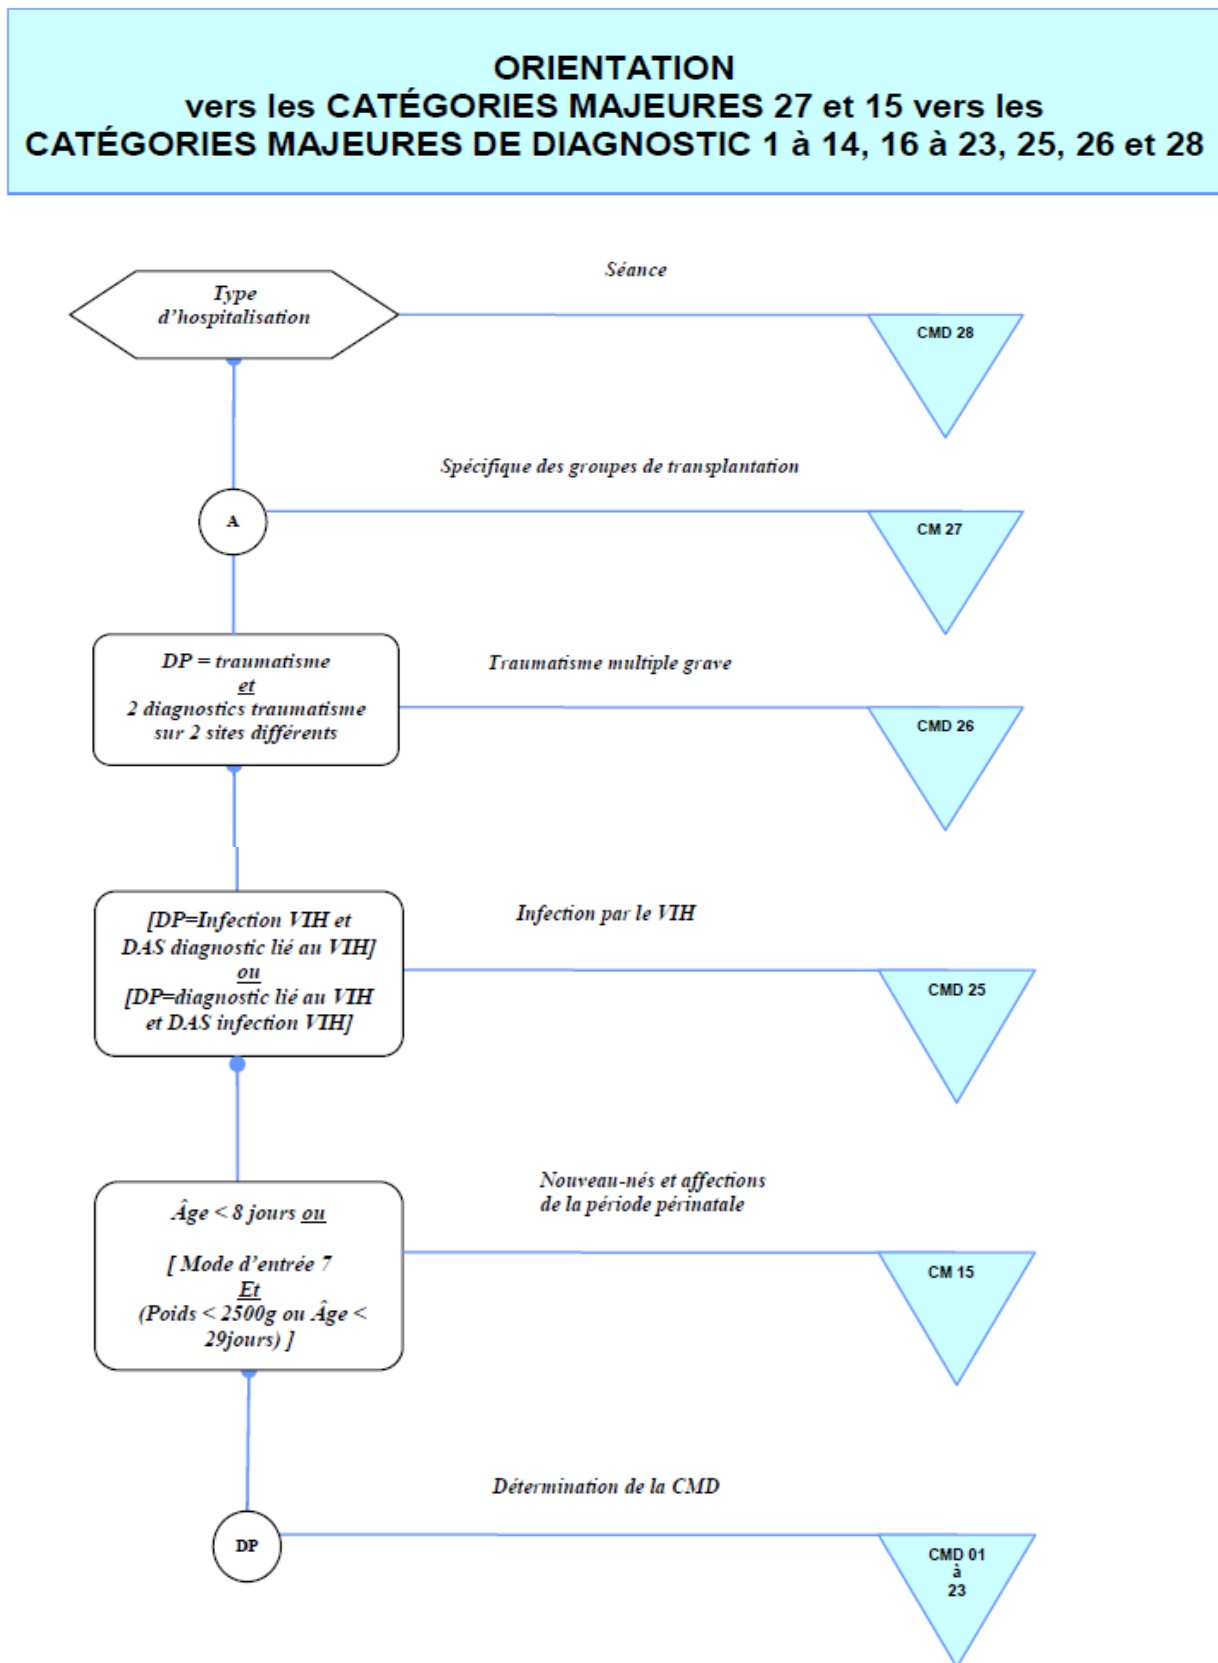 ORIENTATION
vers les CATÉGORIES MAJEURES 27 et 15 vers les
CATÉGORIES MAJEURES DE DIAGNOSTIC 1 à 14, 16 à 23, 25, 26 et 28
Séance
Type
d'hospitalisation
CMD 28
Spécifique des groupes de transplantation
A
CM 27
DP = traumatisme
et
2 diagnostics traumatisme
sur 2 sites différents
Traumatisme multiple grave
CMD 26
[DP=Infection VIH et
DAS diagnostic lié au VIH]
ou
[DP=diagnostic lié au VIH
et DAS infection VIH]
Infection par le VIH
CMD 25
Nouveau-nés et affections
de la période périnatale
Âge < 8 jours ou
[ Mode d'entrée 7
Et
(Poids < 2500g ou Âge <
29jours) ]
CM 15
Détermination de la CMD
DP
CMD 01
à
23